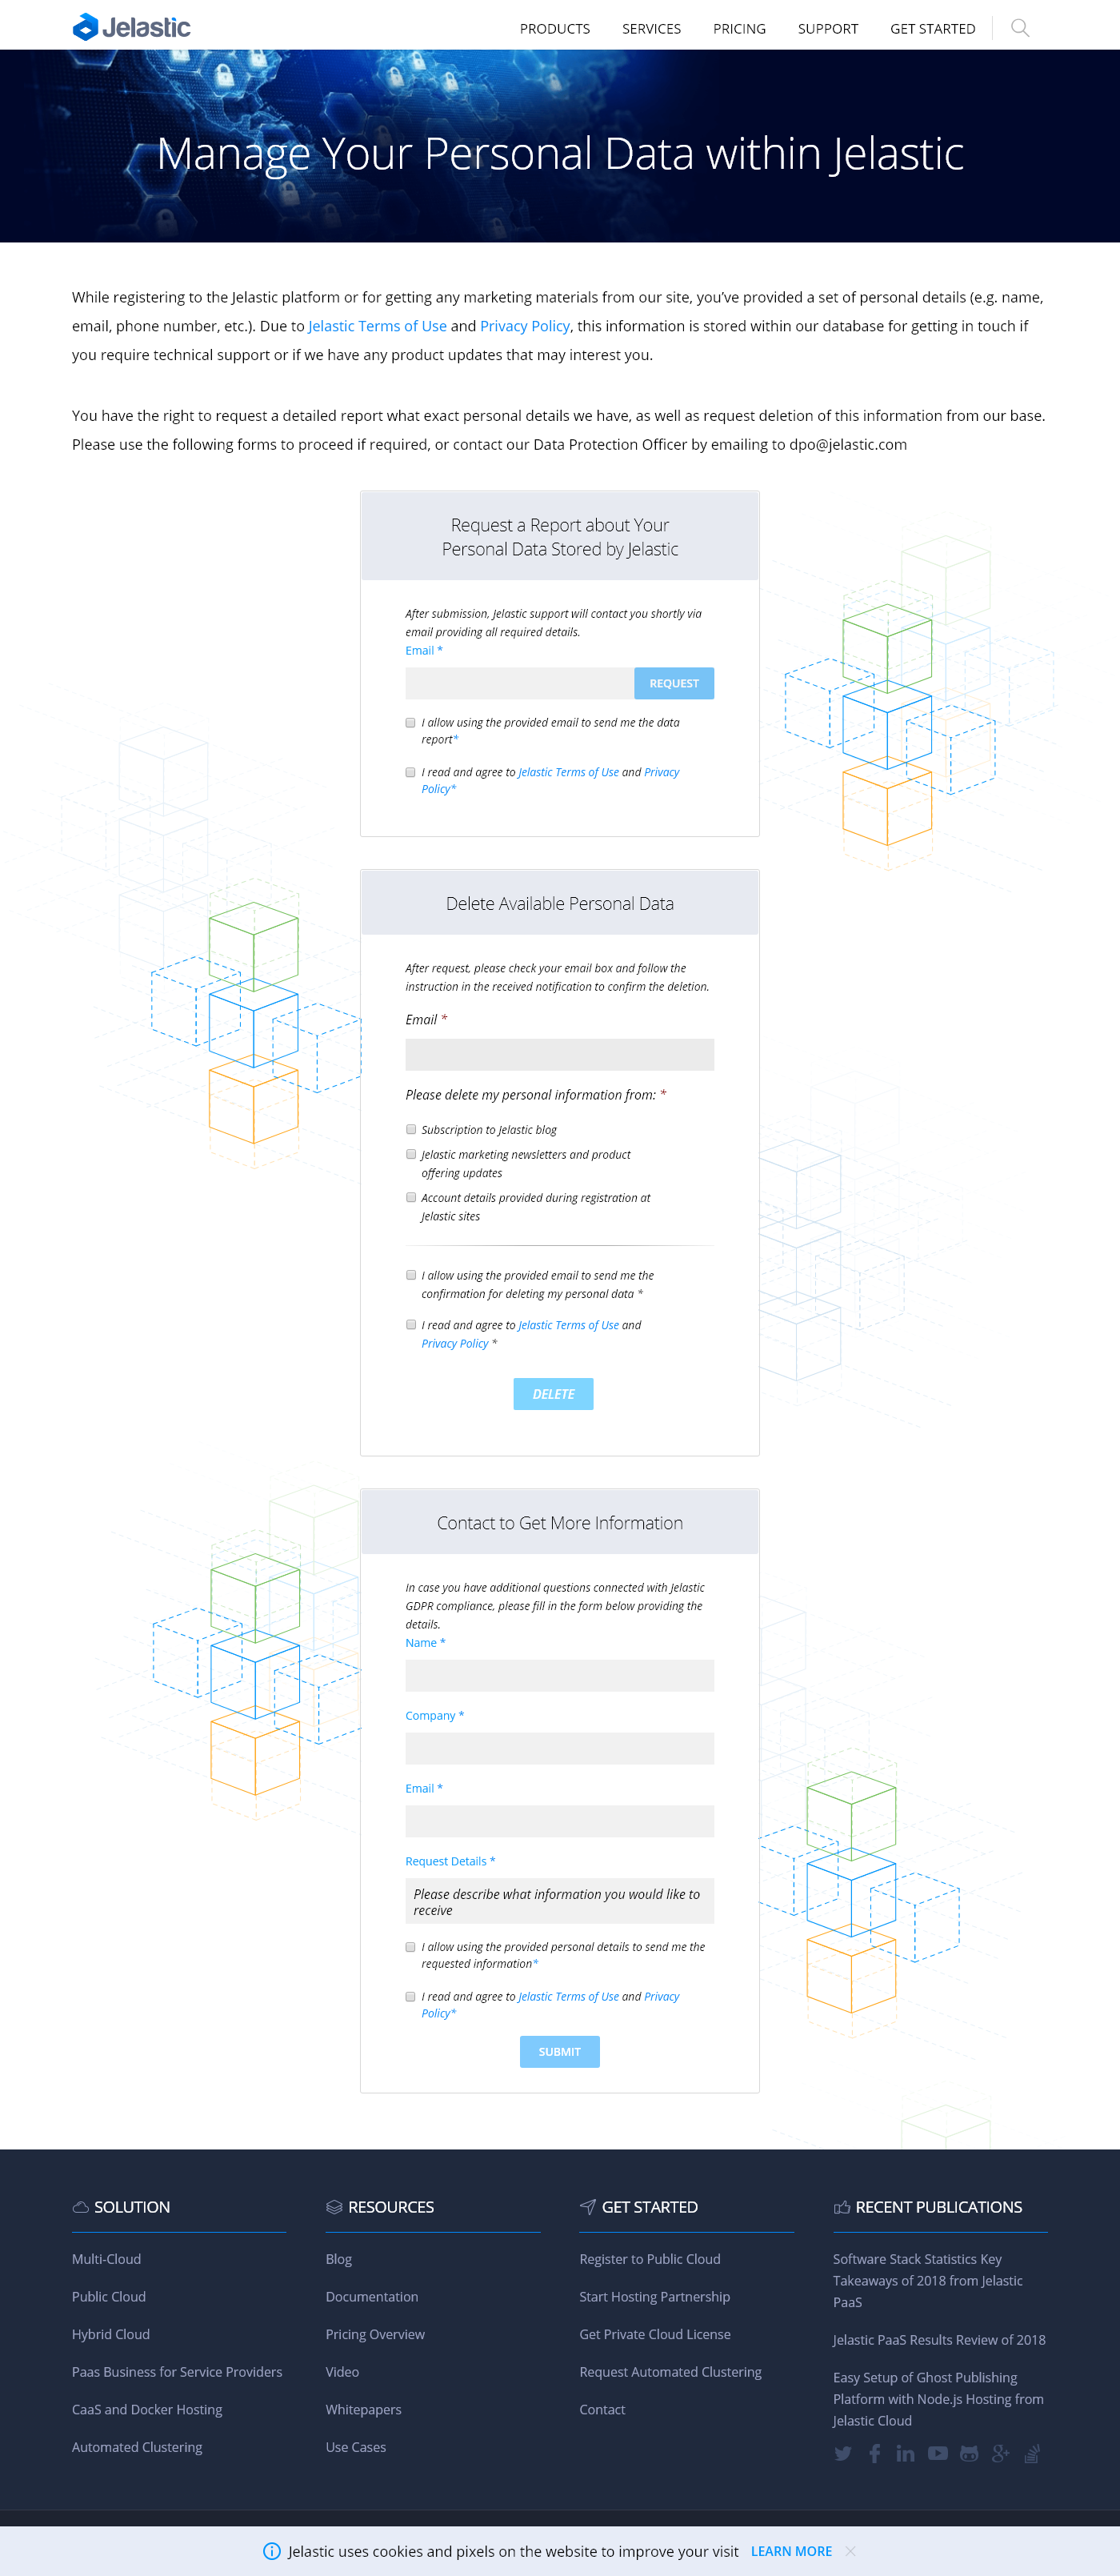 Jelastic
PRODUCTS SERVICES PRICING SUPPORT GET STARTED
Manage Your Personal Data within Jelastic
While registering to the Jelastic platform or for getting any marketing materials from our site, you've provided a set of personal details (e.g. name,
email, phone number, etc.). Due to Jelastic Terms of Use and Privacy Policy, this information is stored within our database for getting in touch if
you require technical support or if we have any product updates that may interest you.
You have the right to request a detailed report what exact personal details we have, as well as request deletion of this information from our base.
Please use the following forms to proceed if required, or contact our Data Protection Officer by emailing to dpo@jelastic.com
Request a Report about Your
Personal Data Stored by Jelastic
After submission, Jelastic support will contact you shortly via
email providing all required details.
Email *
REQUEST
I allow using the provided email to send me the data
report*
I read and agree to Jelastic Terms of Use and Privacy
Policy*
Delete Available Personal Data
After request, please check your email box and follow the
instruction in the received notification to confirm the deletion.
Email *
Please delete my personal information from: *
Subscription to Jelastic blog
Jelastic marketing newsletters and product
offering updates
Account details provided during registration at
Jelastic sites
I allow using the provided email to send me the
confirmation for deleting my personal data *
I read and agree to Jelastic Terms of Use and
Privacy Policy *
DELETE
Contact to Get More Information
In case you have additional questions connected with Jelastic
GDPR compliance, please fill in the form below providing the
details.
Name *
Company *
Email *
Request Details *
Please describe what information you would like to
receive
I allow using the provided personal details to send me the
requested information*
I read and agree to Jelastic Terms of Use and Privacy
Policy*
SUBMIT
SOLUTION
Multi-Cloud
Public Cloud
Hybrid Cloud
Paas Business for Service Providers
CaaS and Docker Hosting
Automated Clustering
RESOURCES
Blog
Documentation
Pricing Overview
Video
Whitepapers
Use Cases
GET STARTED
Register to Public Cloud
Start Hosting Partnership
Get Private Cloud License
Request Automated Clustering
Contact
RECENT PUBLICATIONS
Software Stack Statistics Key
Takeaways of 2018 from Jelastic
PaaS
Jelastic PaaS Results Review of 2018
Easy Setup of Ghost Publishing
Platform with Node.js Hosting from
Jelastic Cloud
Jelastic uses cookies and pixels on the website to improve your visit LEARN MORE